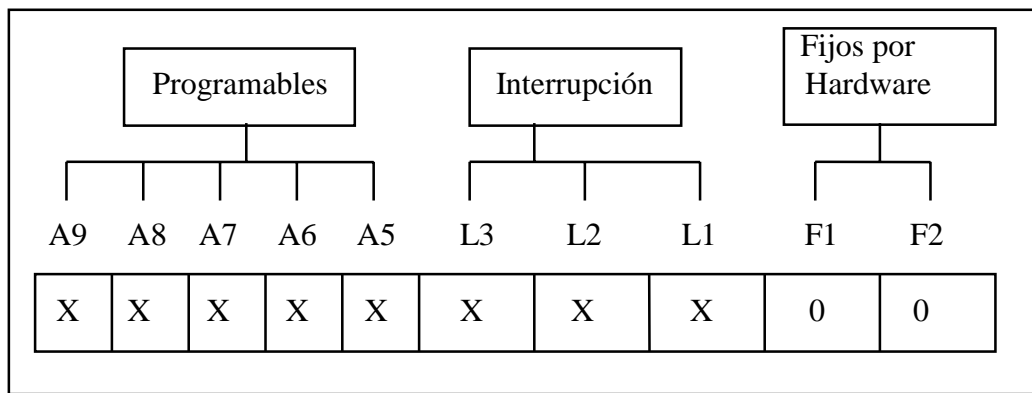 Programables
Interrupción
Fijos por
Hardware
A9 A8 A7 A6 A5 L3 L2 L1 F1 F2
X X X X X X X X 0 0